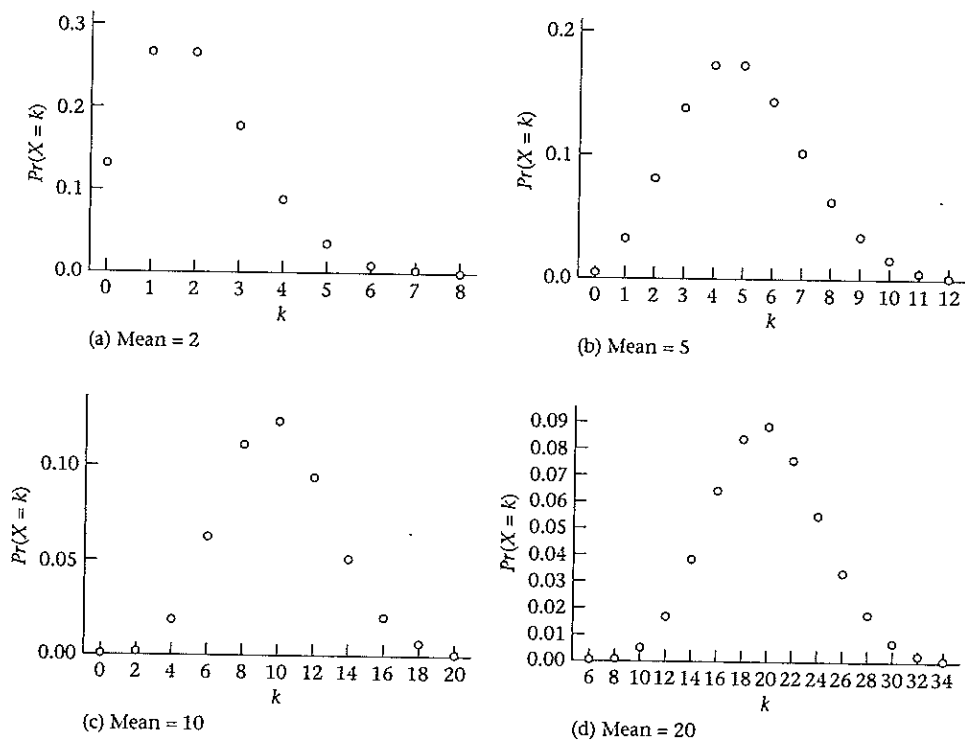 0.3
0.2
0.1
0.0
Pr(X = k)
0 1 2 3 4 5 6 7 8
k
(a) Mean = 2
0.2
0.1
0.0
Pr(X = k)
0 1 2 3 4 5 6 7 8 9 10 11 12
k
(b) Mean = 5
0.10
0.05
0.00
Pr(X = k)
0 2 4 6 8 10 12 14 16 18 20
k
(c) Mean = 10
0.09
0.08
0.07
0.06
0.05
0.04
0.03
0.02
0.01
0.00
Pr(X = k)
6 8 10 12 14 16 18 20 22 24 26 28 30 32 34
k
(d) Mean = 20